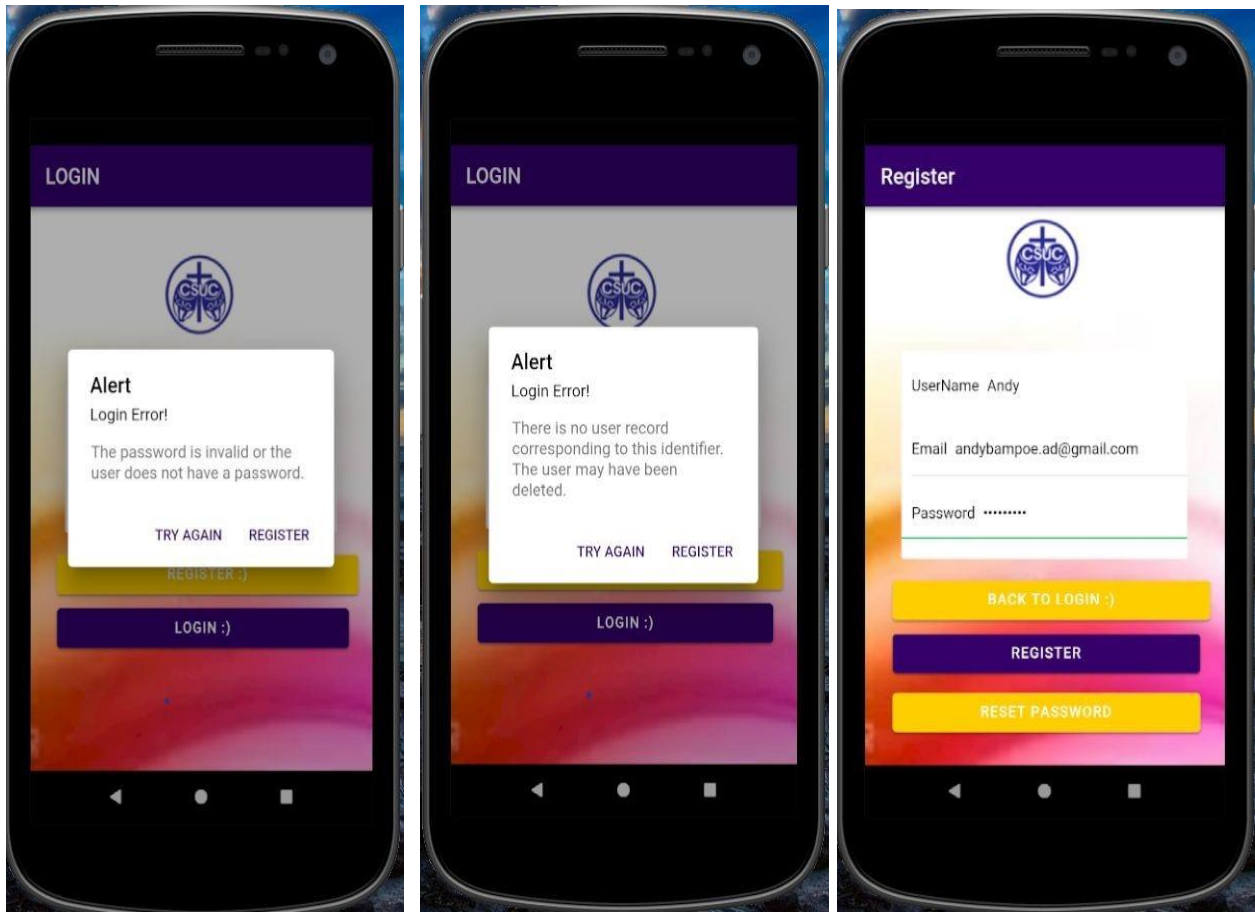 LOGIN
CSUC
Alert
Login Error!
The password is invalid or the
user does not have a password.
TRY AGAIN REGISTER
REGISTER :)
LOGIN :)
LOGIN
CSUC
Alert
Login Error!
There is no user record
corresponding to this identifier.
The user may have been
deleted.
TRY AGAIN REGISTER
LOGIN :)
Register
CSUC
UserName Andy
Email andybampoe.ad@gmail.com
Password •••••••••
BACK TO LOGIN :)
REGISTER
RESET PASSWORD